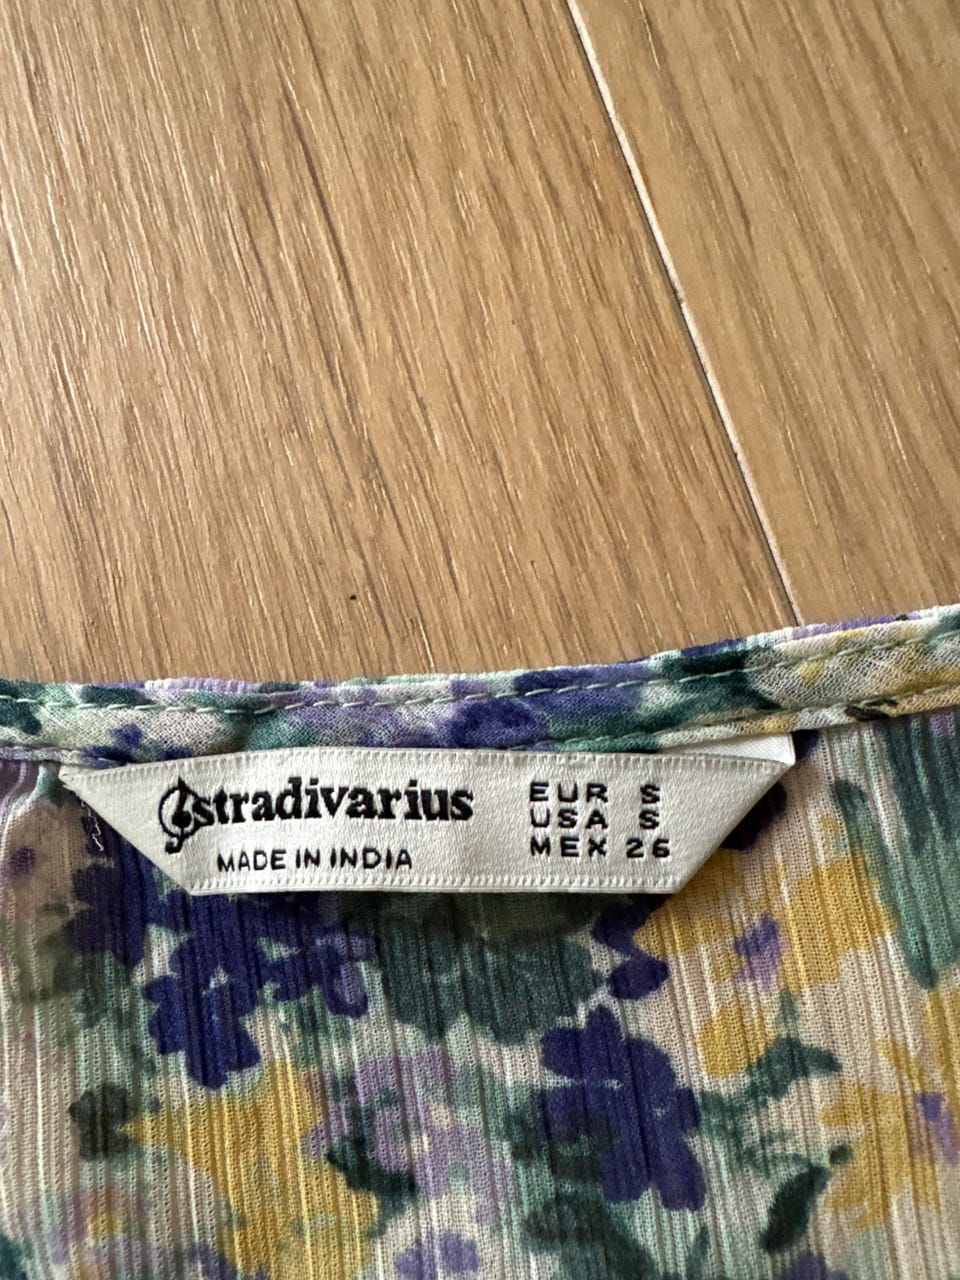 stradivarius
MADE IN INDIA
EUR S
USA S
MEX 26